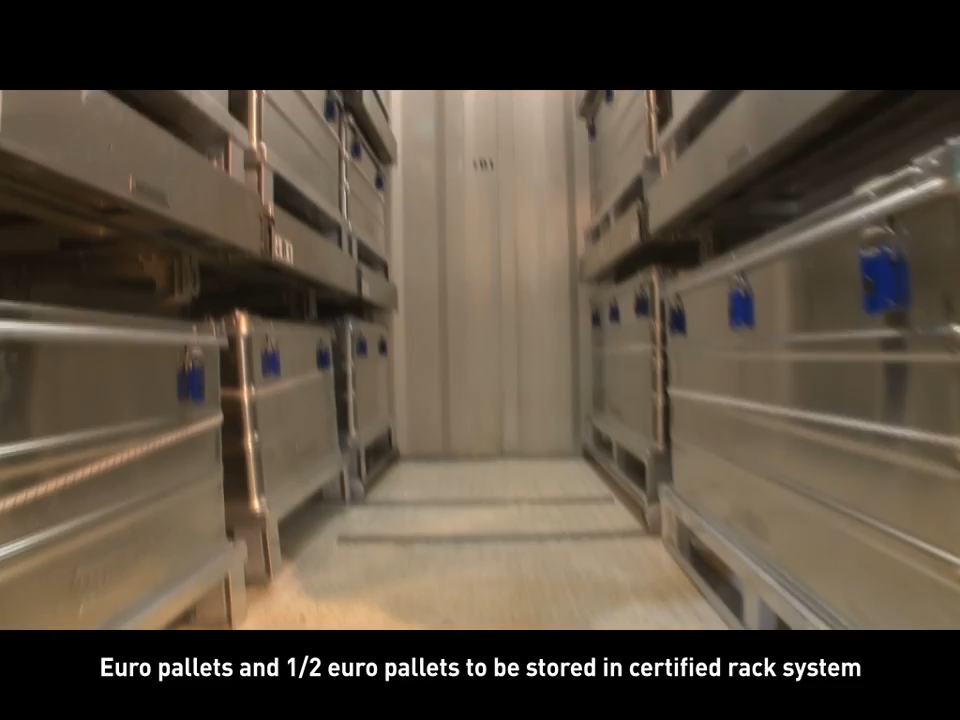 Euro pallets and 1/2 euro pallets to be stored in certified rack system